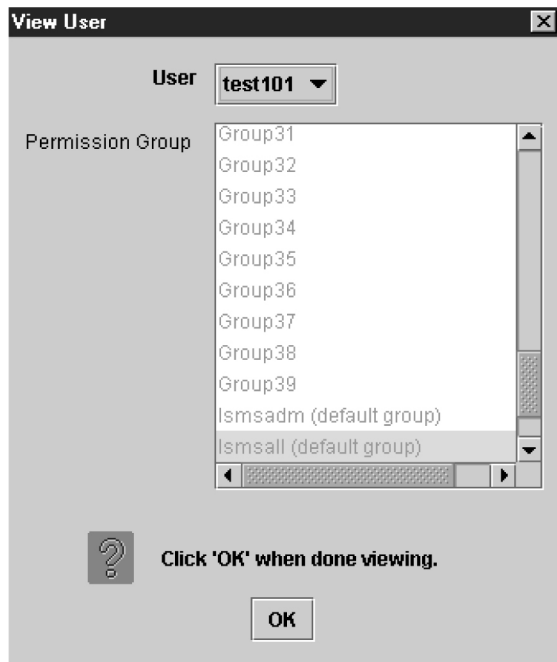 View User
User test101
Permission Group
Group31
Group32
Group33
Group34
Group35
Group36
Group37
Group38
Group39
lsmsadm (default group)
lsmsall (default group)
Click 'OK' when done viewing.
OK